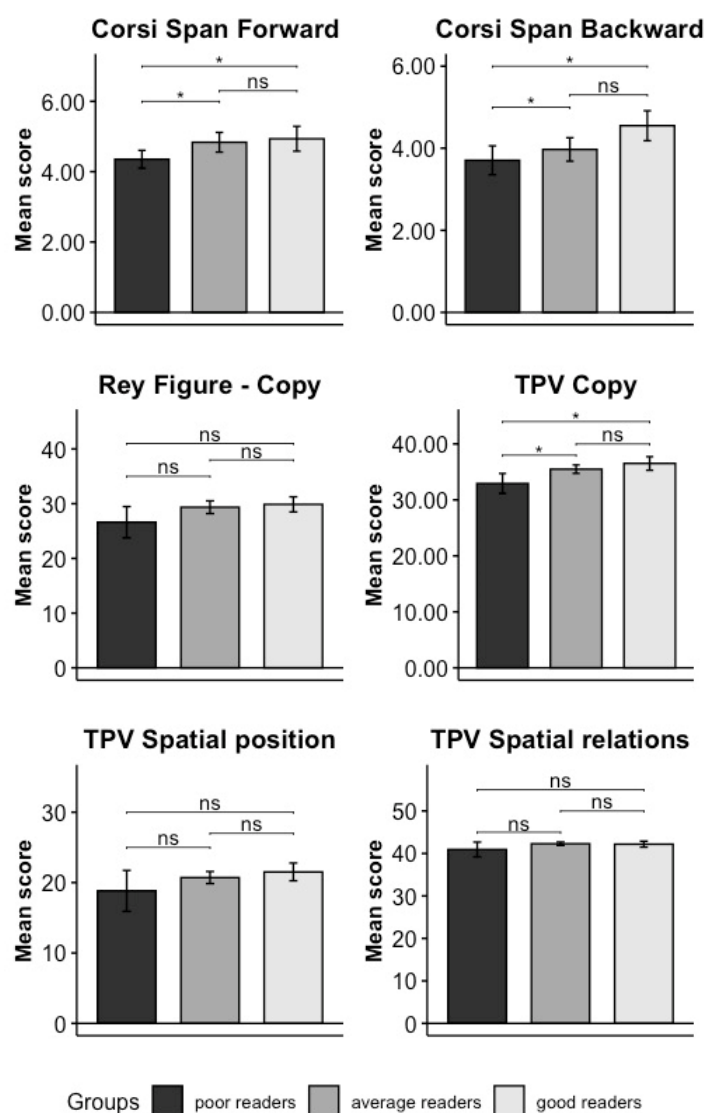 Corsi Span Forward
Mean score
6.00
4.00
2.00
0.00
*
*
ns
Corsi Span Backward
Mean score
6.00
4.00
2.00
0.00
*
*
ns
Rey Figure - Copy
Mean score
40
30
20
10
0
ns
ns
ns
TPV Copy
Mean score
40.00
30.00
20.00
10.00
0.00
*
*
ns
TPV Spatial position
Mean score
30
20
10
0
ns
ns
ns
TPV Spatial relations
Mean score
50
40
30
20
10
0
ns
ns
ns
Groups poor readers average readers good readers